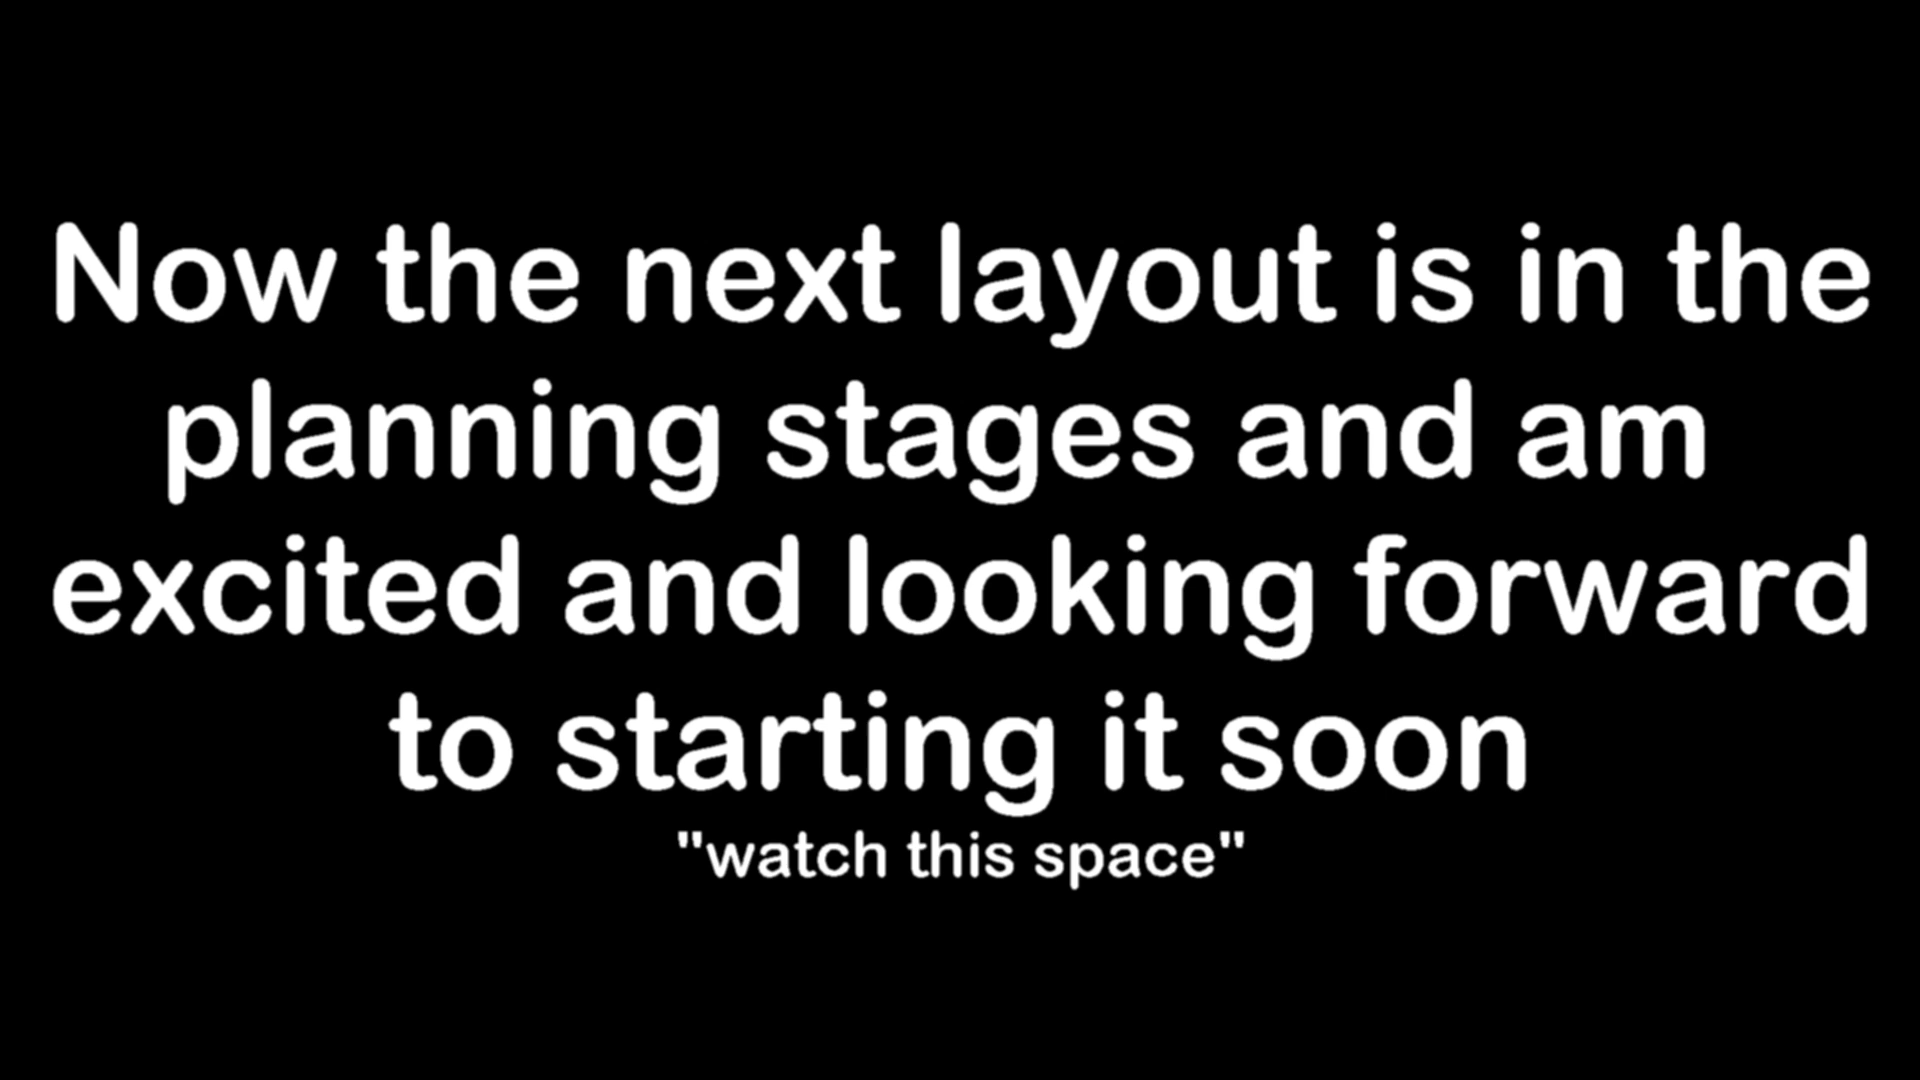 Now the next layout is in the
planning stages and am
excited and looking forward
to starting it soon
"watch this space"